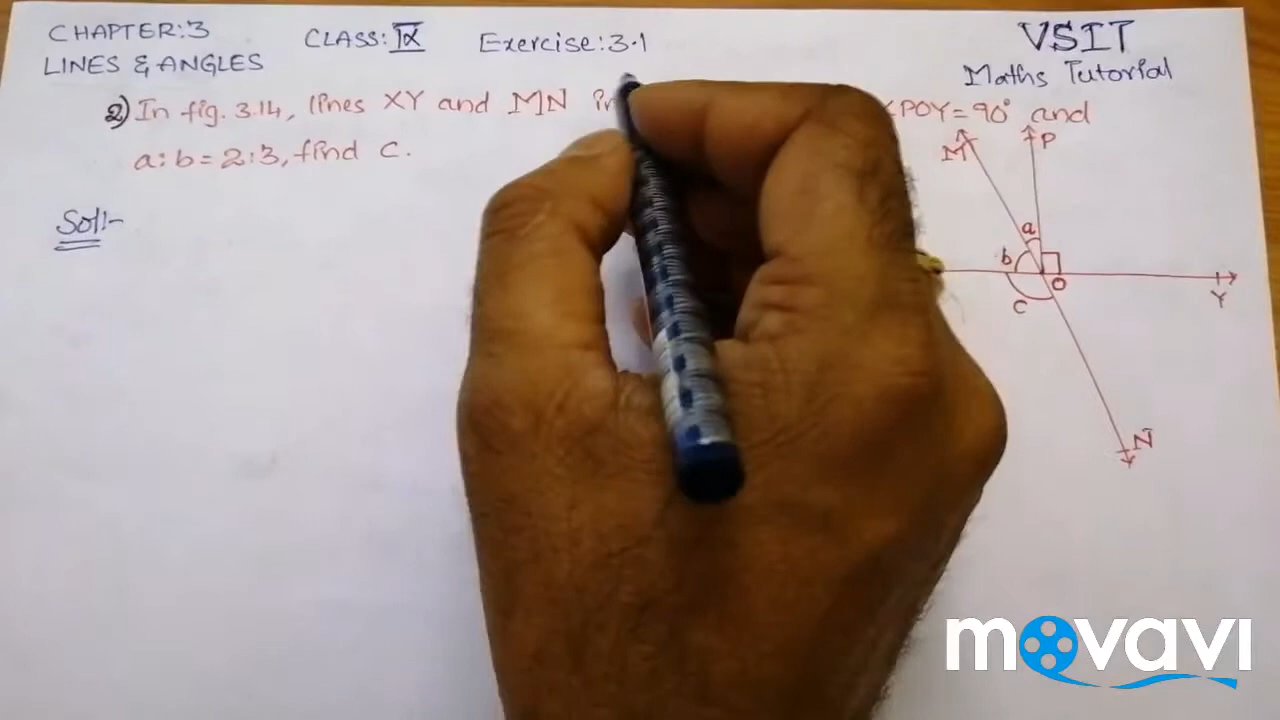 CHAPTER:3 CLASS: IX Exercise:3.1 VSIT
LINES & ANGLES Maths Tutorial
2) In fig. 3.14, lines XY and MN POY=90° and
a:b=2:3, find C.
M P
Sol:-
a
b
O
C
Y
N
movavi